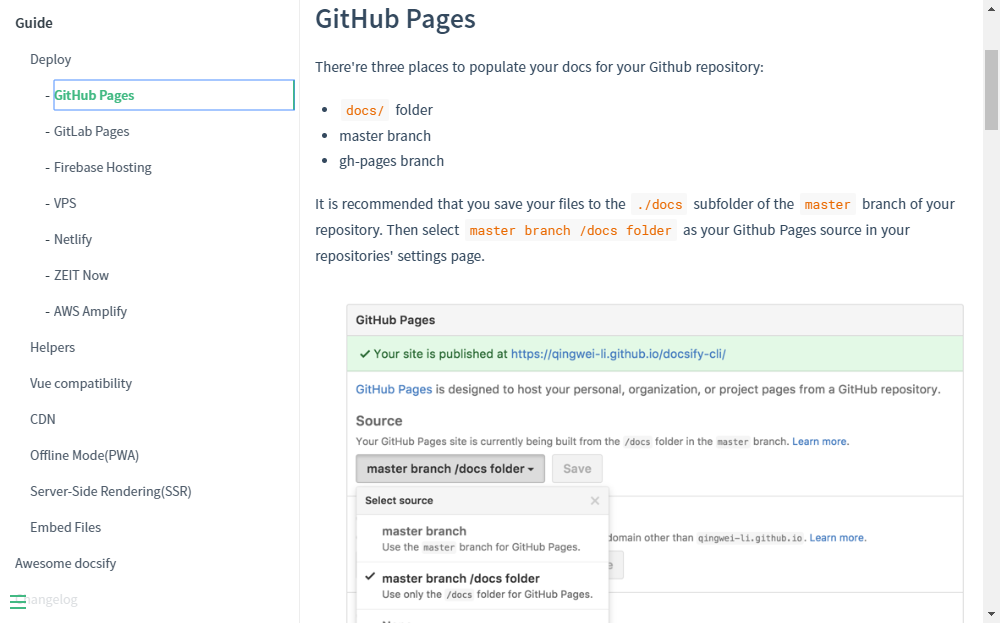 Guide
Deploy
- GitHub Pages
- GitLab Pages
- Firebase Hosting
- VPS
- Netlify
- ZEIT Now
- AWS Amplify
Helpers
Vue compatibility
CDN
Offline Mode(PWA)
Server-Side Rendering(SSR)
Embed Files
Awesome docsify
Changelog
GitHub Pages
There're three places to populate your docs for your Github repository:
docs/ folder
master branch
gh-pages branch
It is recommended that you save your files to the ./docs subfolder of the master branch of your
repository. Then select master branch /docs folder as your Github Pages source in your
repositories' settings page.
GitHub Pages
✓ Your site is published at https://qingwei-li.github.io/docsify-cli/
GitHub Pages is designed to host your personal, organization, or project pages from a GitHub repository.
Source
Your GitHub Pages site is currently being built from the /docs folder in the master branch. Learn more.
master branch /docs folder Save
Select source
master branch
Use the master branch for GitHub Pages.
domain other than qingwei-li.github.io. Learn more.
✓ master branch /docs folder
Use only the /docs folder for GitHub Pages.